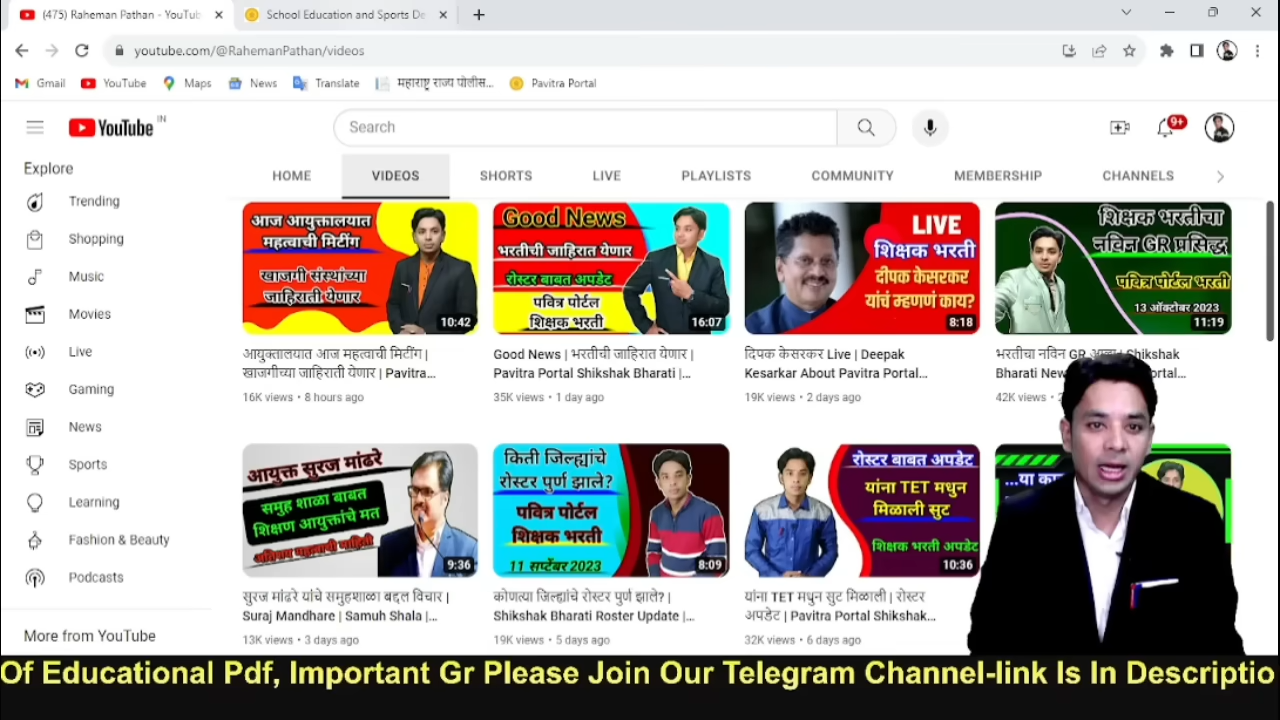 (475) Raheman Pathan - YouTub
School Education and Sports De
youtube.com/@RahemanPathan/videos
Gmail
YouTube
Maps
News
Translate
महाराष्ट्र राज्य पोलीस...
Pavitra Portal
YouTube IN
Search
9+
Explore
Trending
Shopping
Music
Movies
Live
Gaming
News
Sports
Learning
Fashion & Beauty
Podcasts
More from YouTube
HOME
VIDEOS
SHORTS
LIVE
PLAYLISTS
COMMUNITY
MEMBERSHIP
CHANNELS
आज आयुक्तालयात
महत्वाची मिटींग
खाजगी संस्थांच्या
जाहिराती येणार
10:42
आयुक्तालयात आज महत्वाची मिटींग |
खाजगीच्या जाहिराती येणार | Pavitra...
16K views • 8 hours ago
Good News
भरतीची जाहिरात येणार
रोस्टर बाबत अपडेट
पवित्र पोर्टल
शिक्षक भरती
16:07
Good News | भरतीची जाहिरात येणार |
Pavitra Portal Shikshak Bharati |...
35K views • 1 day ago
LIVE
शिक्षक भरती
दीपक केसरकर
यांचं म्हणणं काय?
8:18
दिपक केसरकर Live | Deepak
Kesarkar About Pavitra Portal...
19K views • 2 days ago
शिक्षक भरतीचा
नविन GR प्रसिद्ध
पवित्र पोर्टल भरती
13 ऑक्टोबर 2023
11:19
भरतीचा नविन GR
Shikshak
Bharati New
42K views
आयुक्त सुरज मांढरे
समुह शाळा बाबत
शिक्षण आयुक्तांचे मत
अतिशय महत्वाची माहिती
9:36
सुरज मांढरे यांचे समुहशाळा बद्दल विचार |
Suraj Mandhare | Samuh Shala |...
13K views • 3 days ago
किती जिल्ह्यांचे
रोस्टर पुर्ण झाले?
पवित्र पोर्टल
शिक्षक भरती
11 सप्टेंबर 2023
8:09
कोणत्या जिल्ह्यांचे रोस्टर पुर्ण झाले? |
Shikshak Bharati Roster Update |...
19K views • 5 days ago
रोस्टर बाबत अपडेट
यांना TET मधुन
मिळाली सुट
शिक्षक भरती अपडेट
10:36
यांना TET मधुन सुट मिळाली | रोस्टर
अपडेट | Pavitra Portal Shikshak...
32K views • 6 days ago
...या
Of Educational Pdf, Important Gr Please Join Our Telegram Channel-link Is In Descriptio